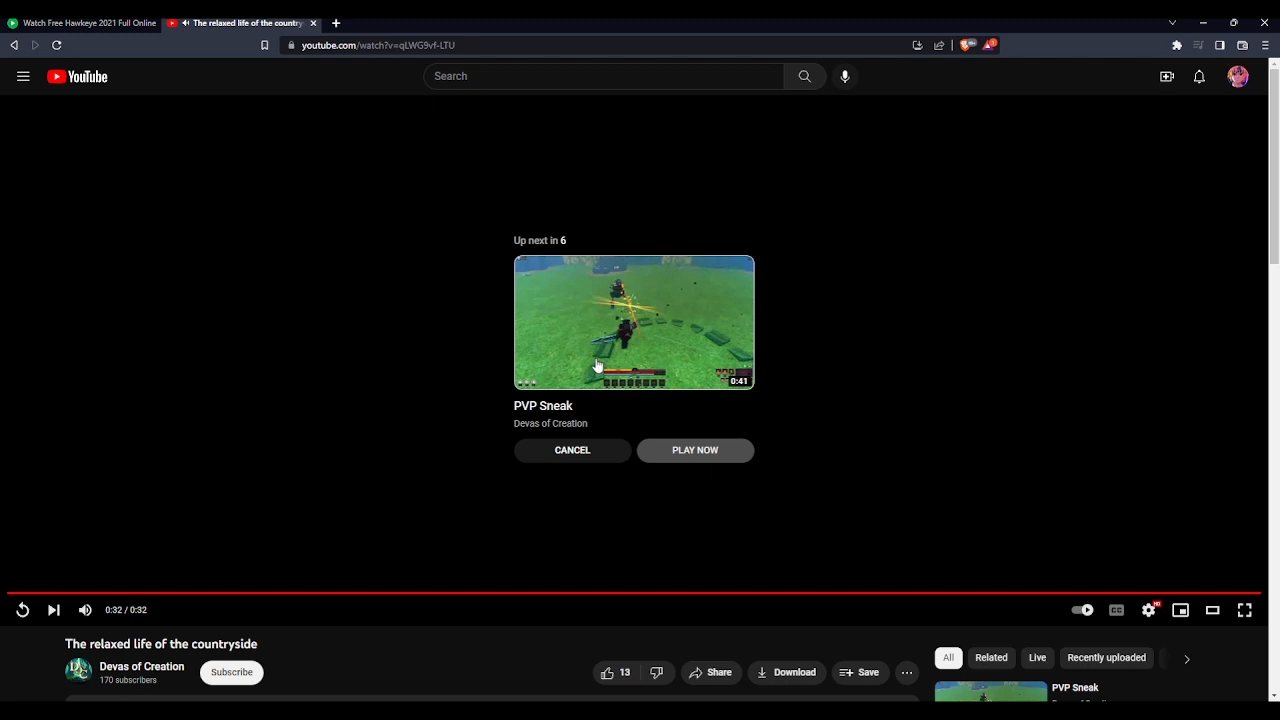 Watch Free Hawkeye 2021 Full Online
The relaxed life of the country
youtube.com/watch?v=qLWG9vf-LTU
YouTube
Search
Up next in 6
0:41
PVP Sneak
Devas of Creation
CANCEL
PLAY NOW
0:32 / 0:32
CC
HD
The relaxed life of the countryside
Devas of Creation
170 subscribers
Subscribe
13
Share
Download
Save
All
Related
Live
Recently uploaded
PVP Sneak